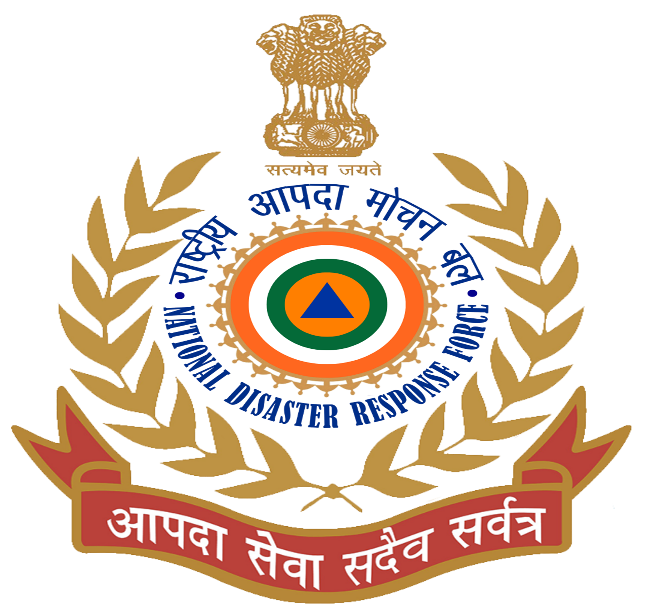 सत्यमेव जयते
राष्ट्रीय आपदा मोचन बल
NATIONAL DISASTER RESPONSE FORCE
आपदा सेवा सदैव सर्वत्र